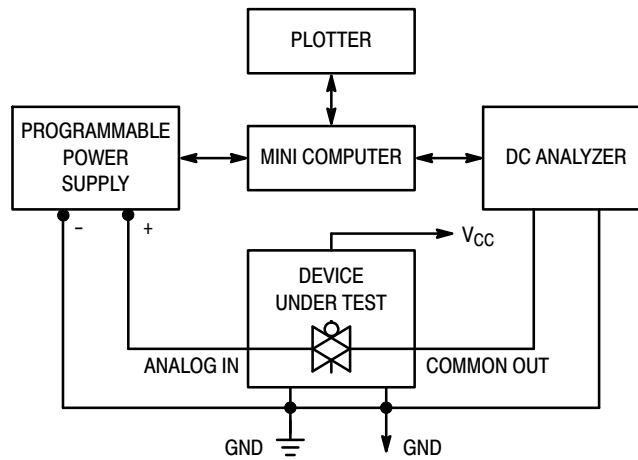 PLOTTER
PROGRAMMABLE
POWER
SUPPLY
MINI COMPUTER
DC ANALYZER
– +
VCC
DEVICE
UNDER TEST
ANALOG IN
COMMON OUT
GND
GND